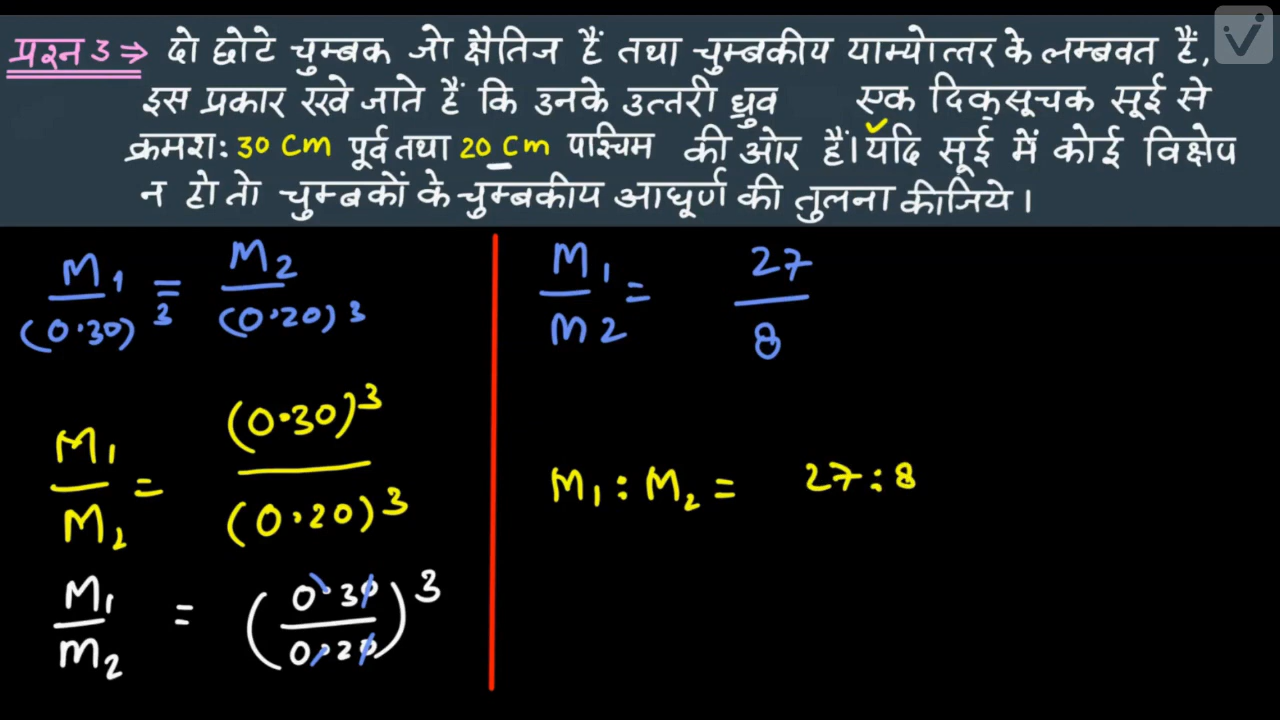 प्रश्न 3 ⇒ दो छोटे चुम्बक जो क्षैतिज हैं तथा चुम्बकीय याम्योत्तर के लम्बवत हैं,
इस प्रकार रखे जाते हैं कि उनके उत्तरी ध्रुव एक दिक्सूचक सूई से
क्रमश: 30 Cm पूर्व तथा 20 Cm पश्चिम की ओर हैं। यदि सूई में कोई विक्षेप
न हो तो चुम्बकों के चुम्बकीय आघूर्ण की तुलना कीजिये।
M1/(0.30)^3 = M2/(0.20)^3
M1/M2 = (0.30)^3/(0.20)^3
M1/M2 = (0.30/0.20)^3
M1/M2 = 27/8
M1 : M2 = 27 : 8